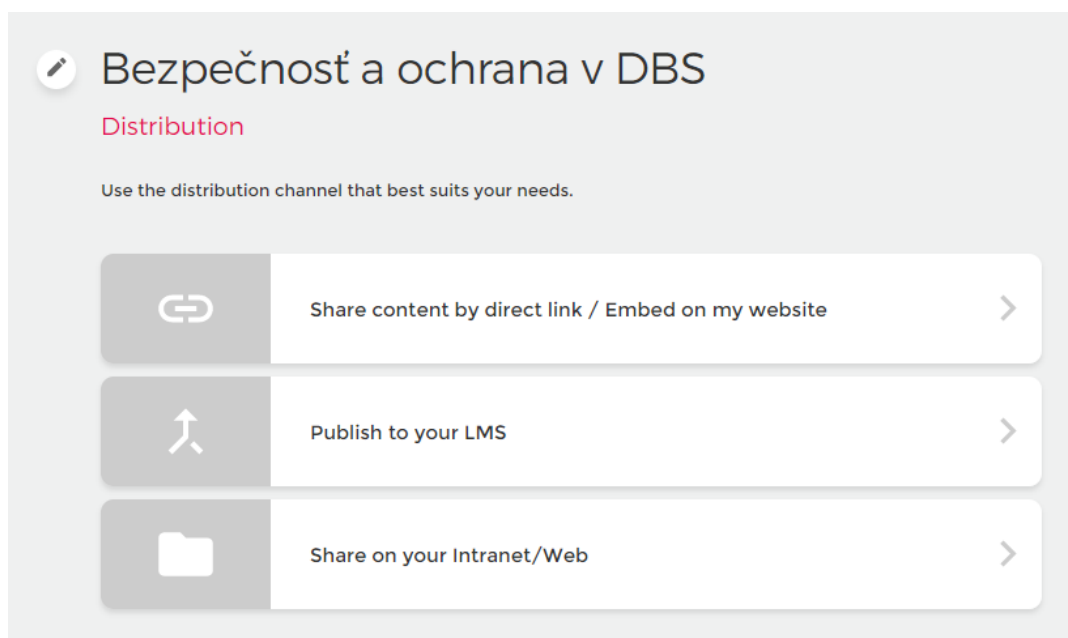 Bezpečnosť a ochrana v DBS
Distribution
Use the distribution channel that best suits your needs.
Share content by direct link / Embed on my website
Publish to your LMS
Share on your Intranet/Web